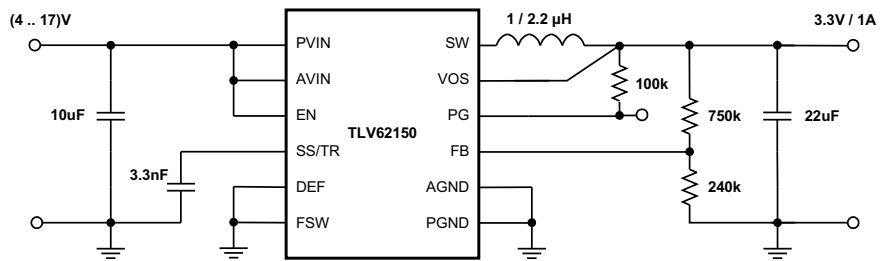 (4 .. 17)V
1 / 2.2 µH
3.3V / 1A
PVIN
SW
AVIN
VOS
100k
10uF
EN
PG
750k
22uF
TLV62150
SS/TR
FB
3.3nF
DEF
AGND
240k
FSW
PGND